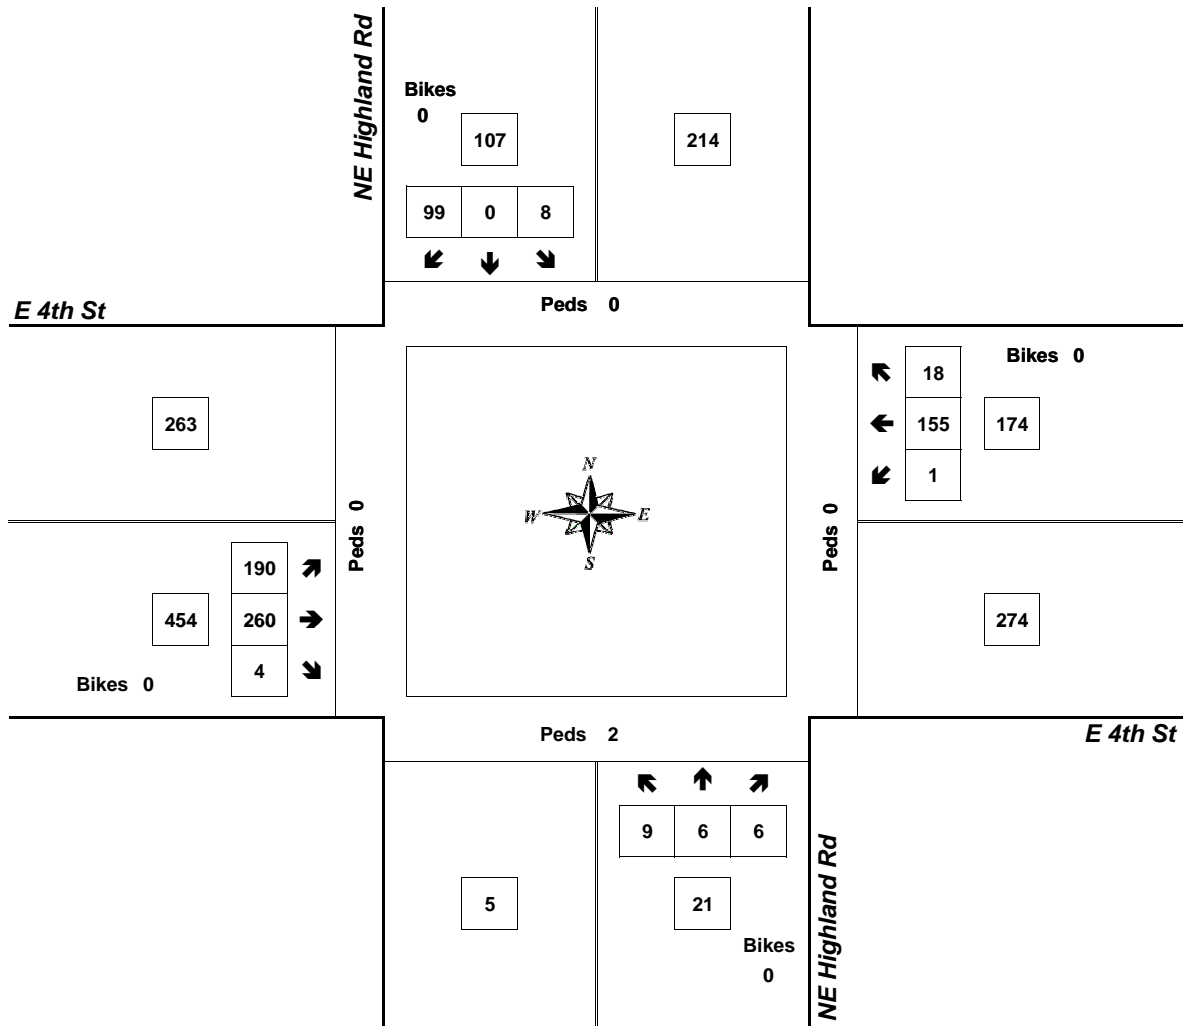 NE Highland Rd
Bikes
0
107
214
99 0 8
Peds 0
E 4th St
Bikes 0
18
263
155 174
1
N
W E
S
Peds 0
Peds 0
190
454 260
274
4
Bikes 0
Peds 2
E 4th St
9 6 6
5
21
NE Highland Rd
Bikes
0